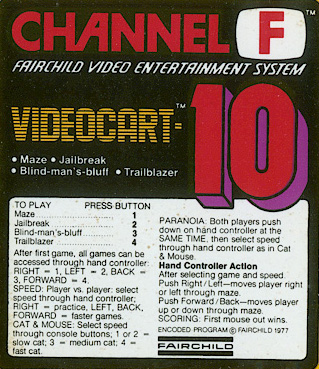 CHANNEL F
FAIRCHILD VIDEO ENTERTAINMENT SYSTEM
VIDEOCART-™ 10
• Maze • Jailbreak
• Blind-man's-bluff • Trailblazer
TO PLAY PRESS BUTTON
Maze 1
Jailbreak 2
Blind-man's-bluff 3
Trailblazer 4
After first game, all games can be
accessed through hand controller:
RIGHT = 1, LEFT = 2, BACK =
3, FORWARD = 4.
SPEED: Player vs. player: select
speed through hand controller;
RIGHT = practice, LEFT, BACK,
FORWARD = faster games.
CAT & MOUSE: Select speed
through console buttons; 1 or 2 =
slow cat; 3 = medium cat; 4 =
fast cat.
PARANOIA: Both players push
down on hand controller at the
SAME TIME, then select speed
through hand controller as in Cat
& Mouse.
Hand Controller Action
After selecting game and speed.
Push Right/Left—moves player right
or left through maze.
Push Forward/Back—moves player
up or down through maze.
SCORING: First mouse out wins.
ENCODED PROGRAM © FAIRCHILD 1977
FAIRCHILD